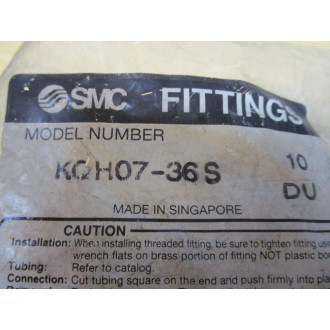 SMC FITTINGS
MODEL NUMBER
KQH07-36S 10
DU
MADE IN SINGAPORE
CAUTION
Installation: When installing threaded fitting, be sure to tighten fitting
wrench flats on brass portion of fitting NOT plastic
Tubing: Refer to catalog.
Connection: Cut tubing square on the end and push firmly into